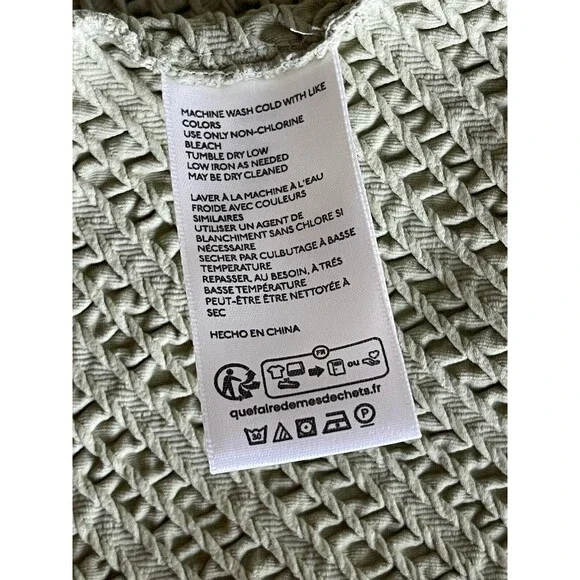 MACHINE WASH COLD WITH LIKE
COLORS
USE ONLY NON-CHLORINE
BLEACH
TUMBLE DRY LOW
LOW IRON AS NEEDED
MAY BE DRY CLEANED
LAVER À LA MACHINE À L'EAU
FROIDE AVEC COULEURS
SIMILAIRES
UTILISER UN AGENT DE
BLANCHIMENT SANS CHLORE SI
NÉCESSAIRE
SECHER PAR CULBUTAGE À BASSE
TEMPERATURE
REPASSER, AU BESOIN, À TRÉS
BASSE TEMPÉRATURE
PEUT-ÊTRE ÊTRE NETTOYÉE À
SEC
HECHO EN CHINA
FR
ou
quefairedemesdechets.fr
30
P